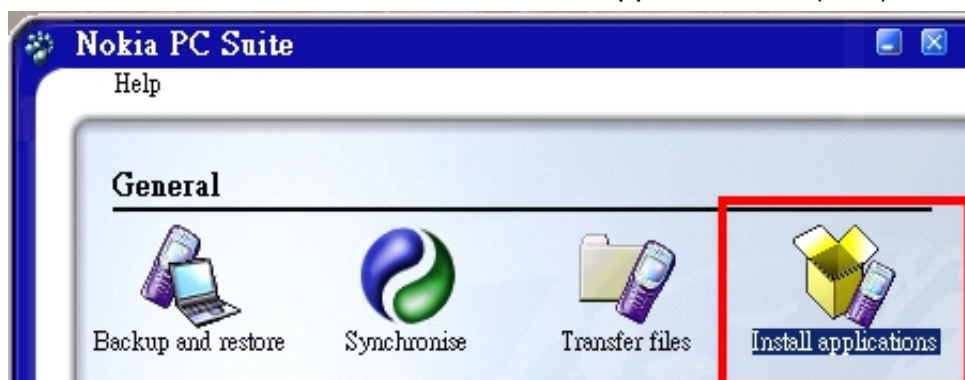 Nokia PC Suite
Help
General
Backup and restore
Synchronise
Transfer files
Install applications